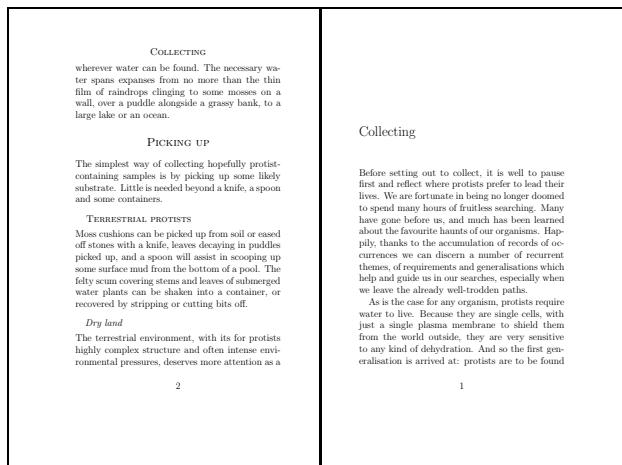 Collecting
wherever water can be found. The necessary wa-
ter spans expanses from no more than the thin
film of raindrops clinging to some mosses on a
wall, over a puddle alongside a grassy bank, to a
large lake or an ocean.
Picking up
The simplest way of collecting hopefully protist-
containing samples is by picking up some likely
substrate. Little is needed beyond a knife, a spoon
and some containers.
Terrestrial protists
Moss cushions can be picked up from soil or eased
off stones with a knife, leaves decaying in puddles
picked up, and a spoon will assist in scooping up
some surface mud from the bottom of a pool. The
felty scum covering stems and leaves of submerged
water plants can be shaken into a container, or
recovered by stripping or cutting bits off.
Dry land
The terrestrial environment, with its for protists
highly complex structure and often intense envi-
ronmental pressures, deserves more attention as a
2
Collecting
Before setting out to collect, it is well to pause
first and reflect where protists prefer to lead their
lives. We are fortunate in being no longer doomed
to spend many hours of fruitless searching. Many
have gone before us, and much has been learned
about the favourite haunts of our organisms. Hap-
pily, thanks to the accumulation of records of oc-
currences we can discern a number of recurrent
themes, of requirements and generalisations which
help and guide us in our searches, especially when
we leave the already well-trodden paths.
As is the case for any organism, protists require
water to live. Because they are single cells, with
just a single plasma membrane to shield them
from the world outside, they are very sensitive
to any kind of dehydration. And so the first gen-
eralisation is arrived at: protists are to be found
1